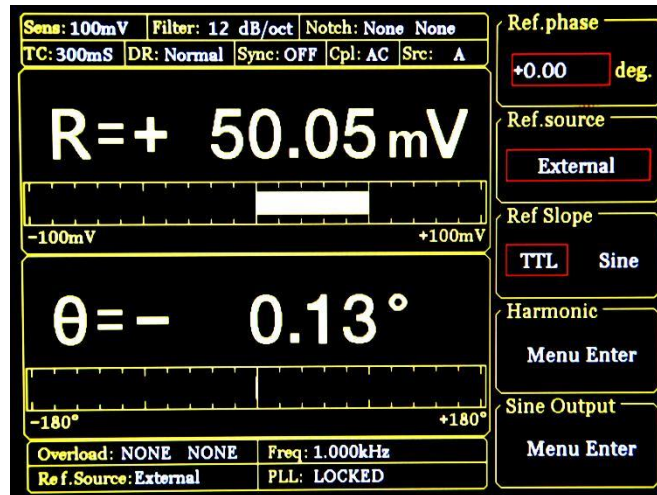 Sens: 100mV Filter: 12 dB/oct Notch: None None
TC: 300mS DR: Normal Sync: OFF Cpl: AC Src: A
R=+ 50.05 mV
-100mV +100mV
θ=- 0.13°
-180° +180°
Overload: NONE NONE Freq: 1.000kHz
Ref.Source: External PLL: LOCKED
Ref.phase
+0.00 deg.
Ref.source
External
Ref Slope
TTL Sine
Harmonic
Menu Enter
Sine Output
Menu Enter